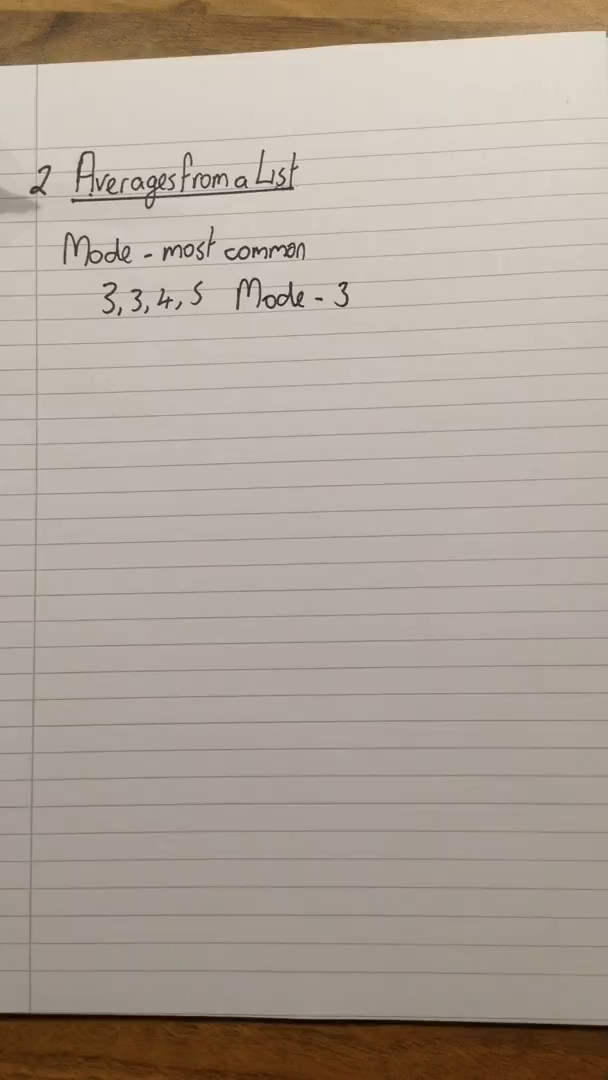 2 Averages from a List
Mode - most common
3, 3, 4, 5 Mode - 3